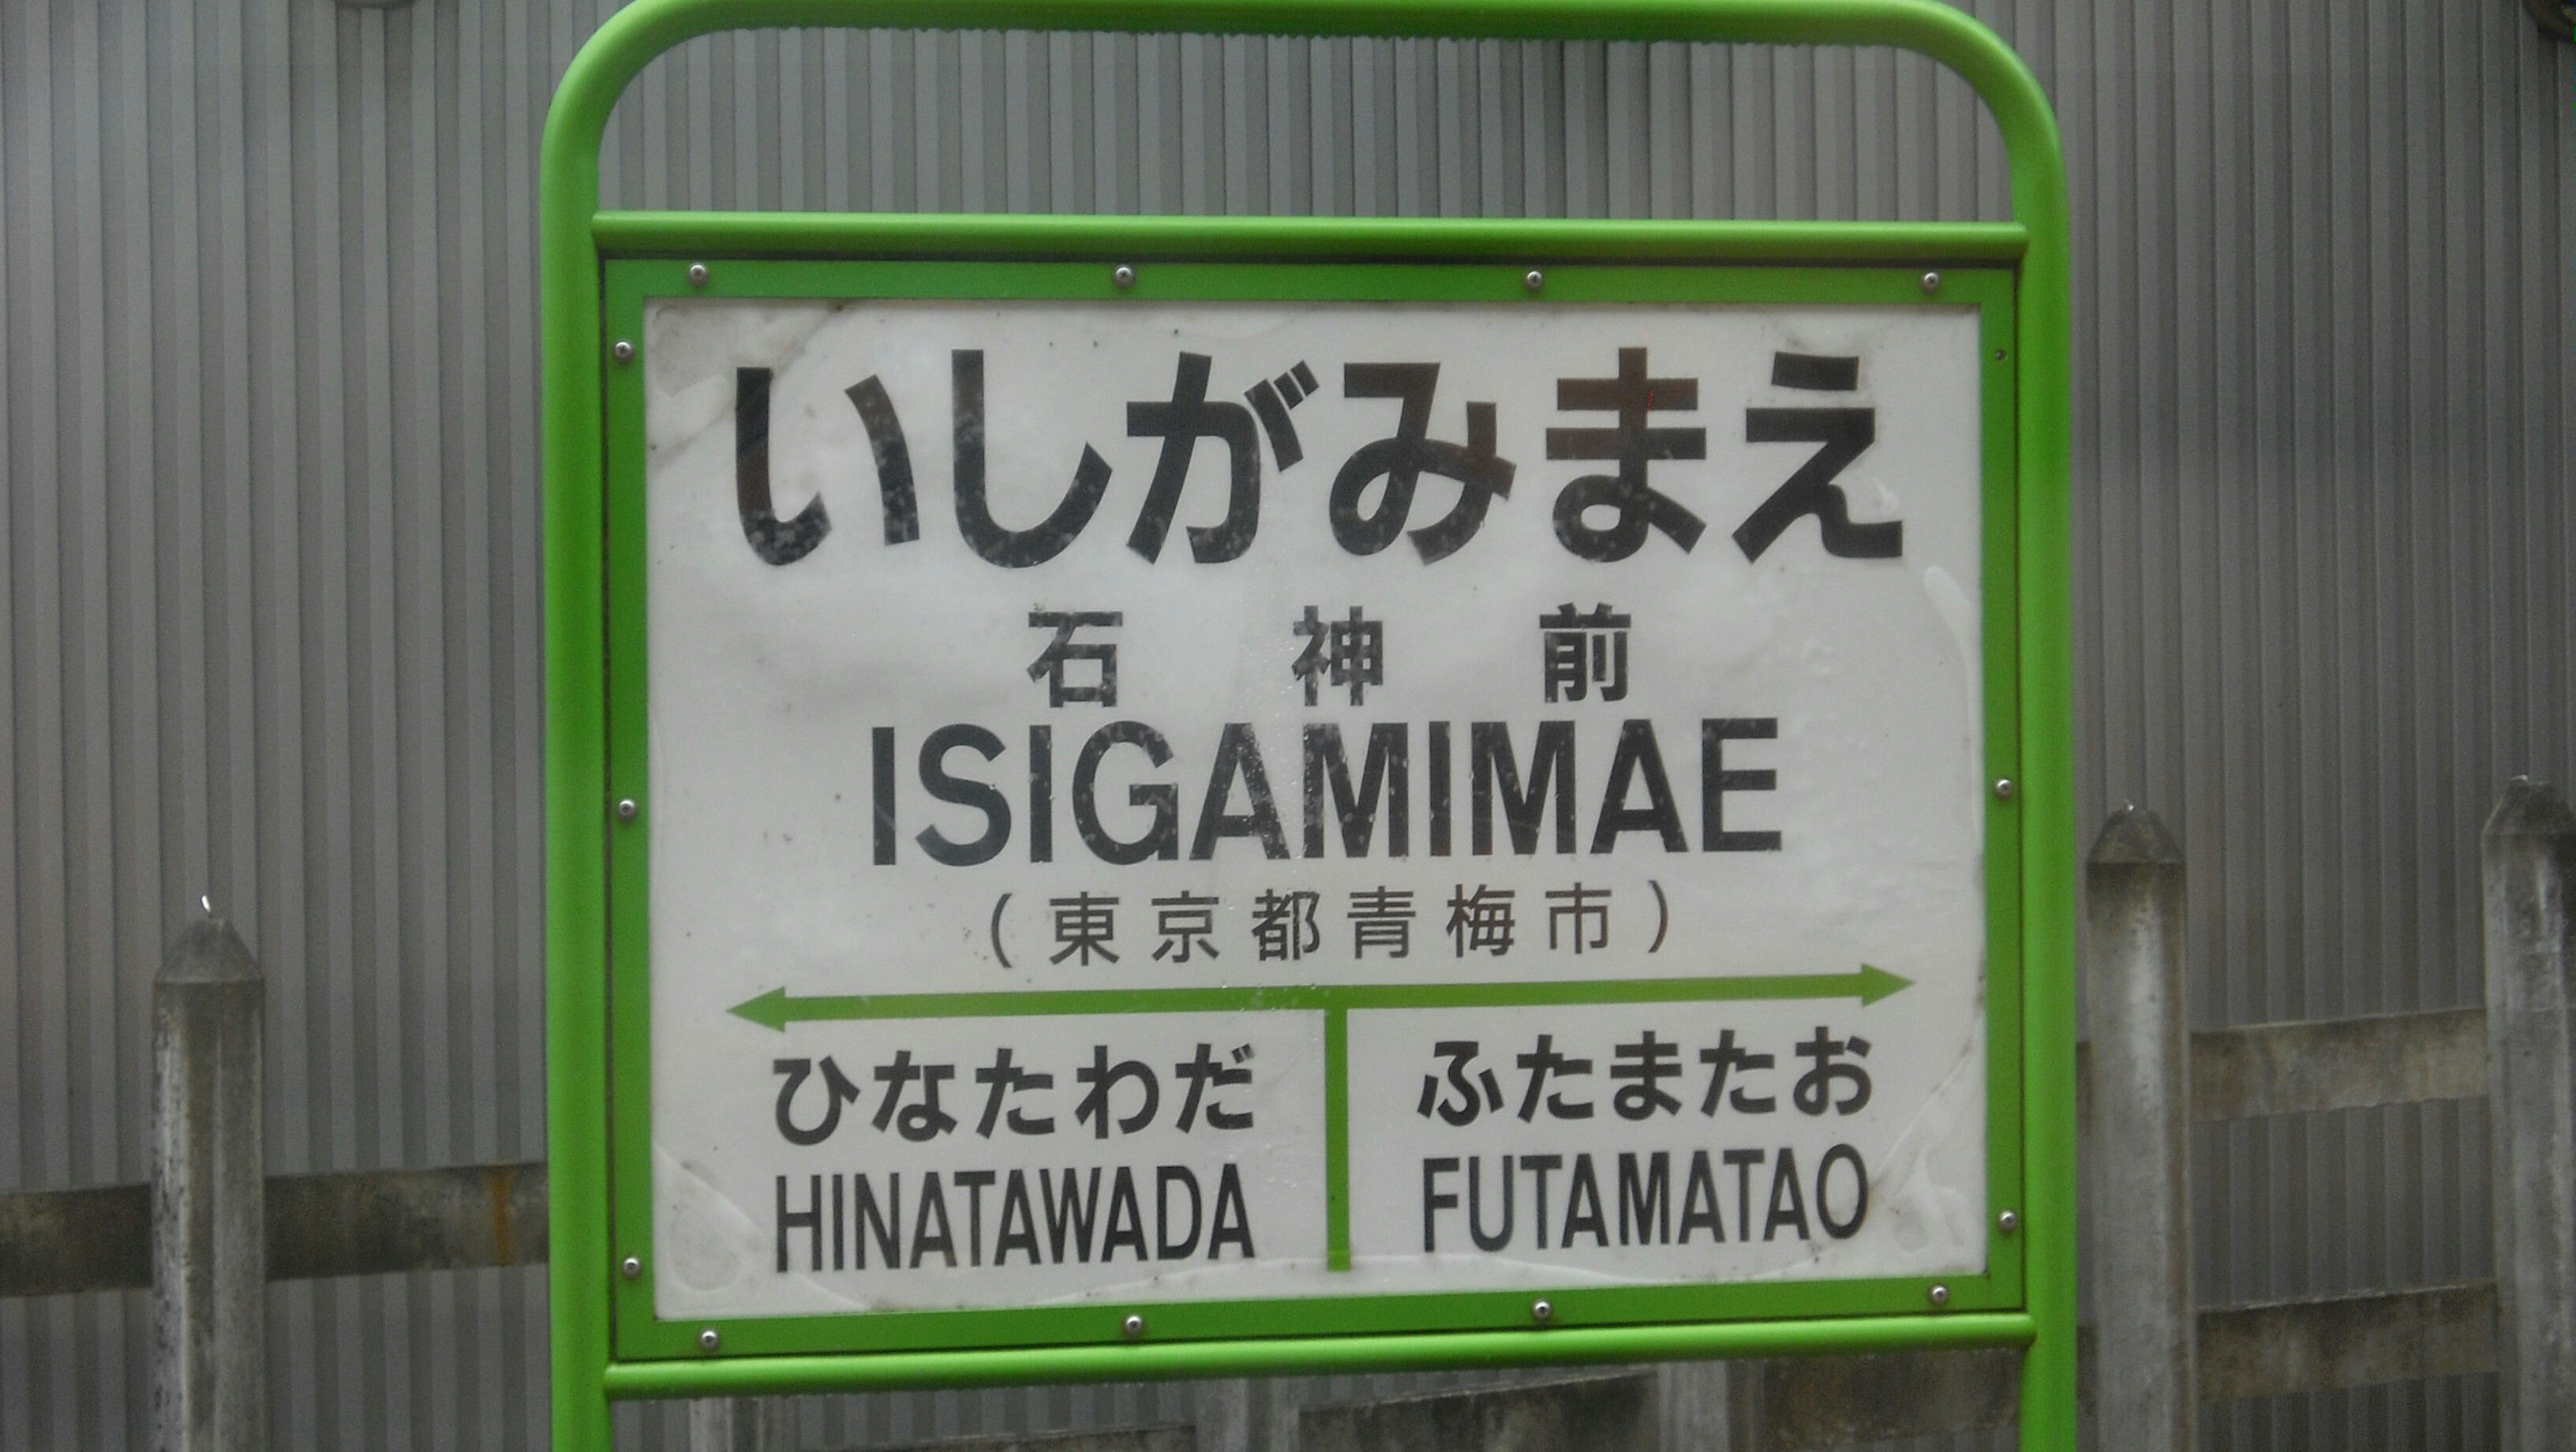 いしがみまえ
石神前
ISIGAMIMAE
(東京都青梅市)
ひなたわだ
HINATAWADA
ふたまたお
FUTAMATAO